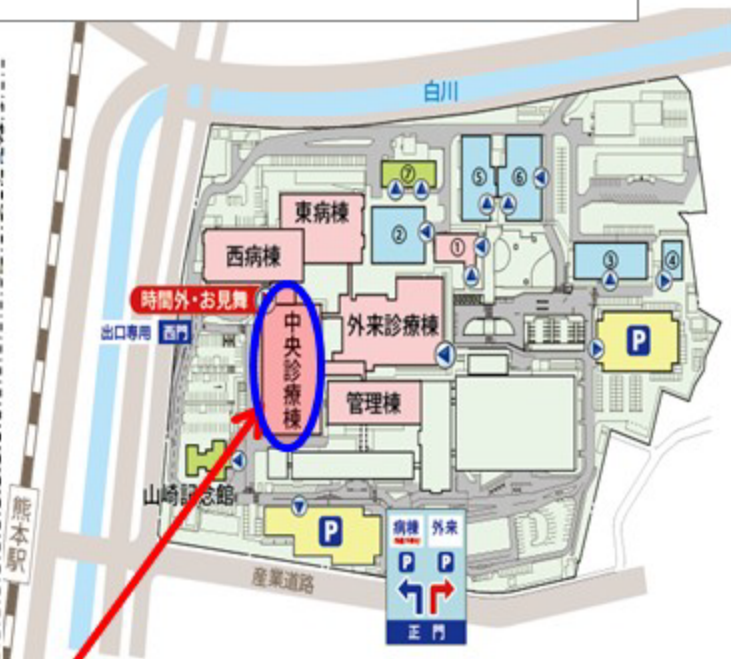 白川
⑦
⑤
⑥
東病棟
②
①
西病棟
③
④
時間外・お見舞
出口専用 西門
中央診療棟
外来診療棟
P
管理棟
山崎記念館
熊本駅
P
病棟 外来
P P
産業道路
正門